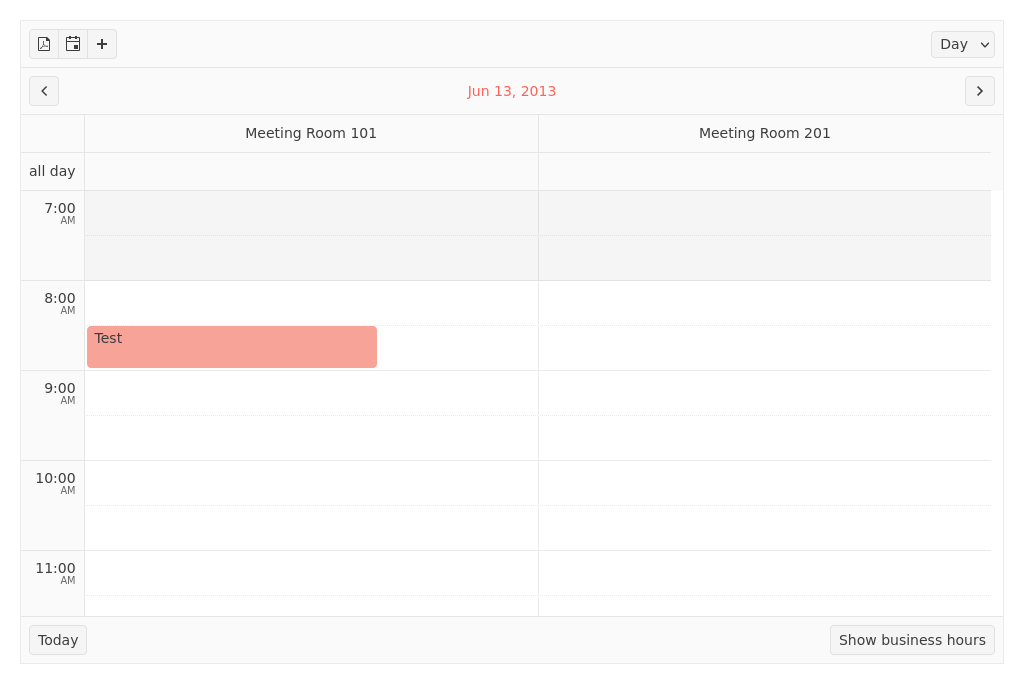 Day
Jun 13, 2013
Meeting Room 101 Meeting Room 201
all day
7:00
AM
8:00
AM
Test
9:00
AM
10:00
AM
11:00
AM
Today Show business hours